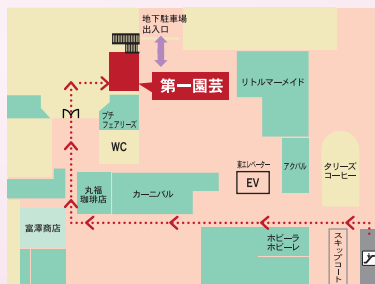 地下駐車場
出入口
第一園芸
リトルマーメイド
プチ
フェアリーズ
WC
東エレベーター
EV
アクバル
タリーズ
コーヒー
丸福
珈琲店
カーニバル
富澤商店
ホビーラ
ホビーレ
スキップコート